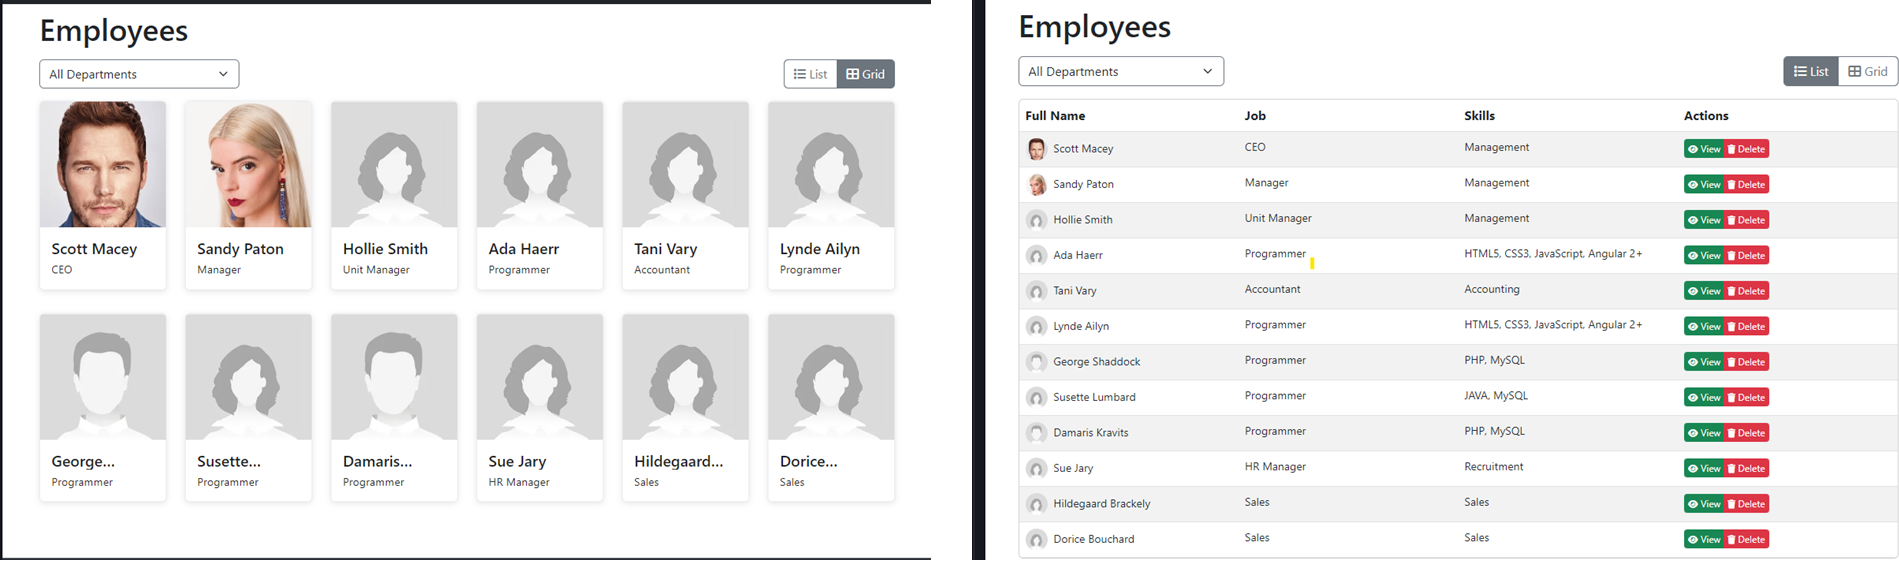 Employees
All Departments
List Grid
Scott Macey
CEO
Sandy Paton
Manager
Hollie Smith
Unit Manager
Ada Haerr
Programmer
Tani Vary
Accountant
Lynde Ailyn
Programmer
George...
Programmer
Susette...
Programmer
Damaris...
Programmer
Sue Jary
HR Manager
Hildegaard...
Sales
Dorice...
Sales
Employees
All Departments
List Grid
Full Name Job Skills Actions
Scott Macey CEO Management View Delete
Sandy Paton Manager Management View Delete
Hollie Smith Unit Manager Management View Delete
Ada Haerr Programmer HTML5, CSS3, JavaScript, Angular 2+ View Delete
Tani Vary Accountant Accounting View Delete
Lynde Ailyn Programmer HTML5, CSS3, JavaScript, Angular 2+ View Delete
George Shaddock Programmer PHP, MySQL View Delete
Susette Lumbard Programmer JAVA, MySQL View Delete
Damaris Kravits Programmer PHP, MySQL View Delete
Sue Jary HR Manager Recruitment View Delete
Hildegaard Brackely Sales Sales View Delete
Dorice Bouchard Sales Sales View Delete